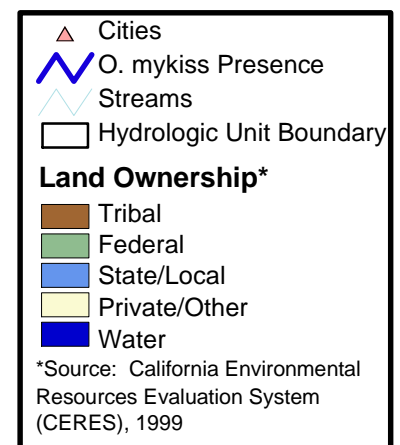 Cities
O. mykiss Presence
Streams
Hydrologic Unit Boundary
Land Ownership*
Tribal
Federal
State/Local
Private/Other
Water
*Source: California Environmental
Resources Evaluation System
(CERES), 1999